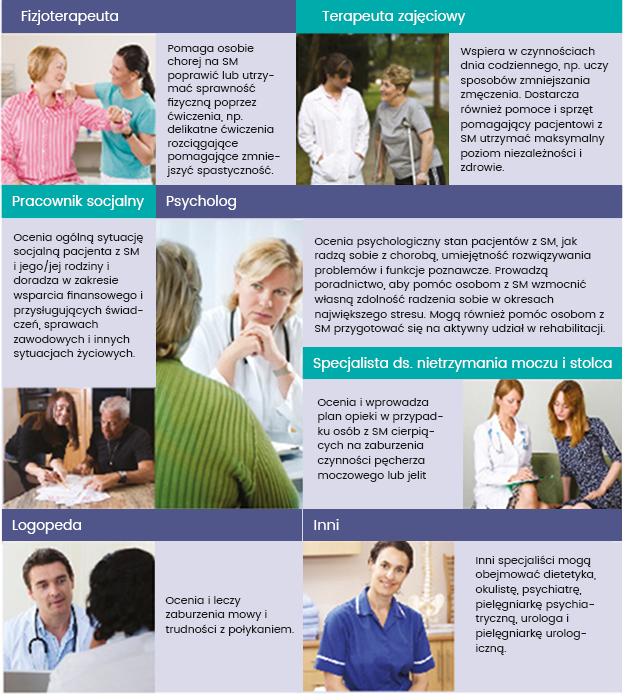 Fizjoterapeuta
Pomaga osobie
chorej na SM
poprawić lub utrzy-
mać sprawność
fizyczną poprzez
ćwiczenia, np.
delikatne ćwiczenia
rozciągające
pomagające zmnie-
jszyć spastyczność.
Terapeuta zajęciowy
Wspiera w czynnościach
dnia codziennego, np. uczy
sposobów zmniejszania
zmęczenia. Dostarcza
również pomoce i sprzęt
pomagający pacjentowi z
SM utrzymać maksymalny
poziom niezależności i
zdrowie.
Pracownik socjalny
Ocenia ogólną sytuację
socjalną pacjenta z SM
i jego/jej rodziny i
doradza w zakresie
wsparcia finansowego i
przysługujących świad-
czeń, sprawach
zawodowych i innych
sytuacjach życiowych.
Psycholog
Ocenia psychologiczny stan pacjentów z SM, jak
radzą sobie z chorobą, umiejętność rozwiązywania
problemów i funkcje poznawcze. Prowadzą
poradnictwo, aby pomóc osobom z SM wzmocnić
własną zdolność radzenia sobie w okresach
największego stresu. Mogą również pomóc osobom z
SM przygotować się na aktywny udział w rehabilitacji.
Specjalista ds. nietrzymania moczu i stolca
Ocenia i wprowadza
plan opieki w przypad-
ku osób z SM cierpią-
cych na zaburzenia
czynności pęcherza
moczowego lub jelit
Logopeda
Ocenia i leczy
zaburzenia mowy i
trudności z połykaniem.
Inni
Inni specjaliści mogą
obejmować dietetyka,
okulistę, psychiatrę,
pielęgniarkę psychia-
tryczną, urologa i
pielęgniarkę urolog-
iczną.